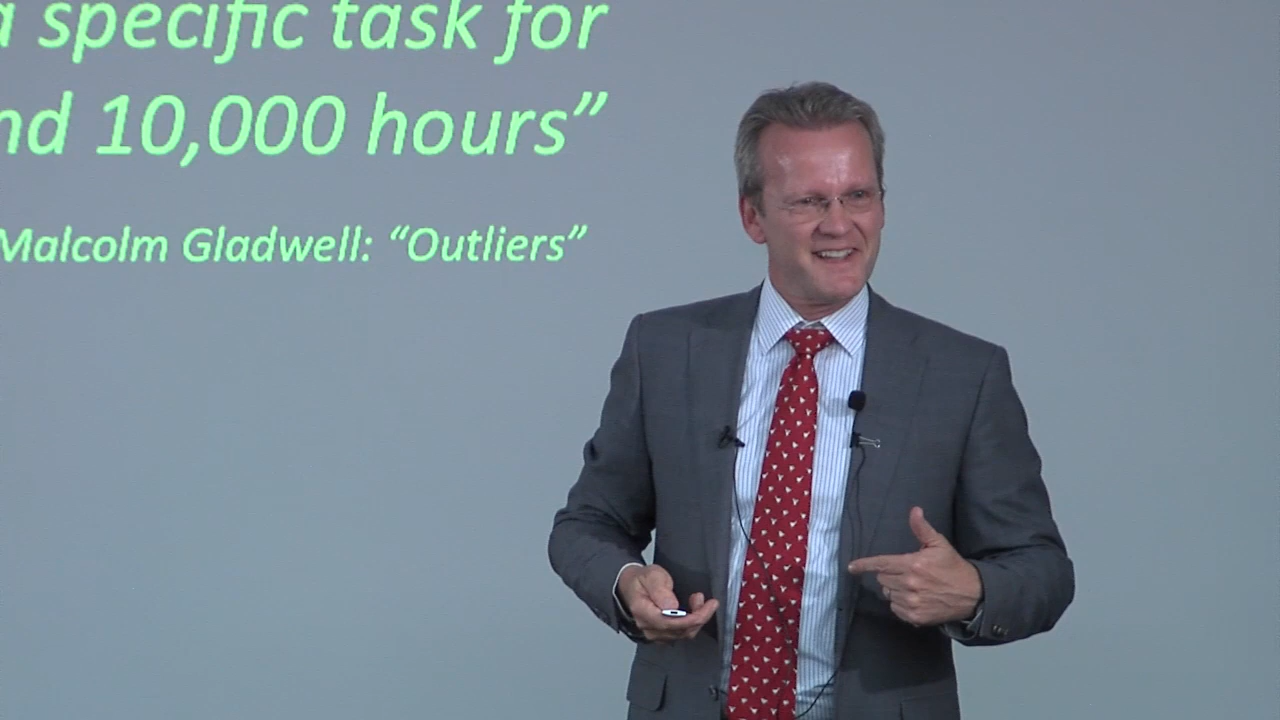 a specific task for
nd 10,000 hours”
Malcolm Gladwell: “Outliers”